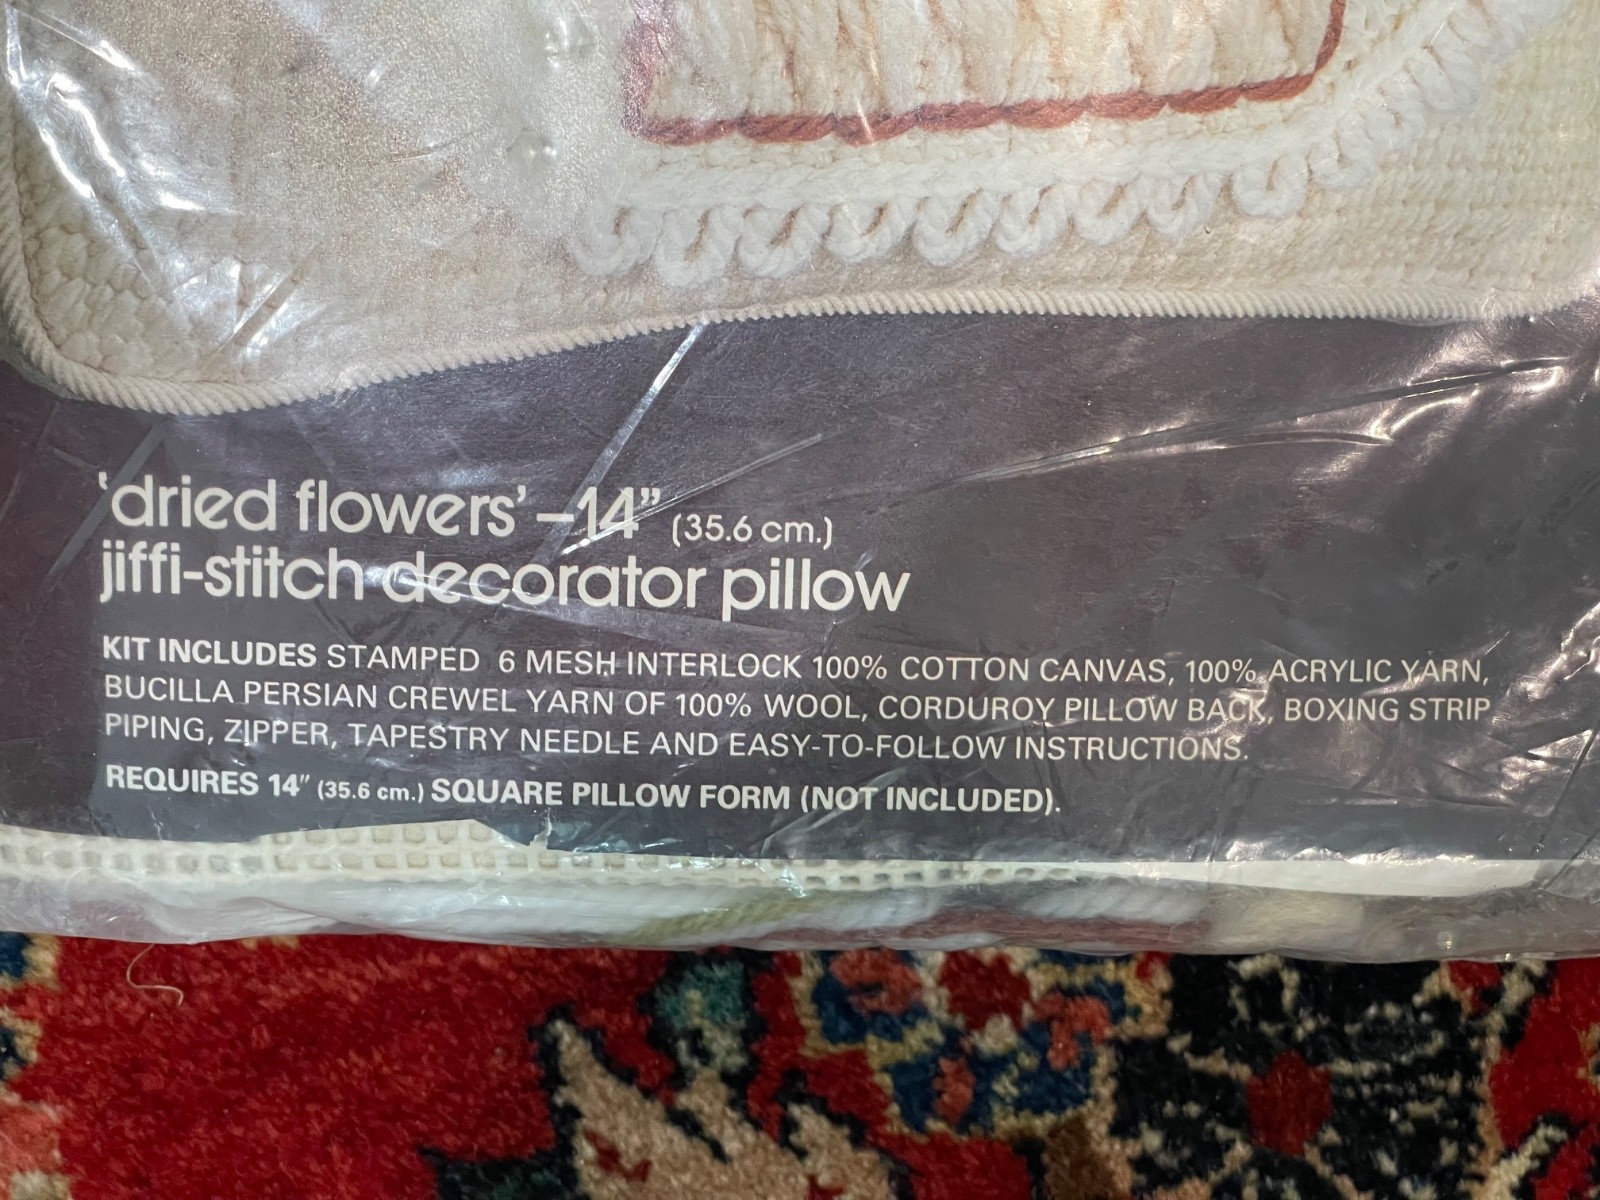 'dried flowers' –14" (35.6 cm.)
jiffi-stitch decorator pillow
KIT INCLUDES STAMPED 6 MESH INTERLOCK 100% COTTON CANVAS, 100% ACRYLIC YARN,
BUCILLA PERSIAN CREWEL YARN OF 100% WOOL, CORDUROY PILLOW BACK, BOXING STRIP,
PIPING, ZIPPER, TAPESTRY NEEDLE AND EASY-TO-FOLLOW INSTRUCTIONS.
REQUIRES 14" (35.6 cm.) SQUARE PILLOW FORM (NOT INCLUDED).